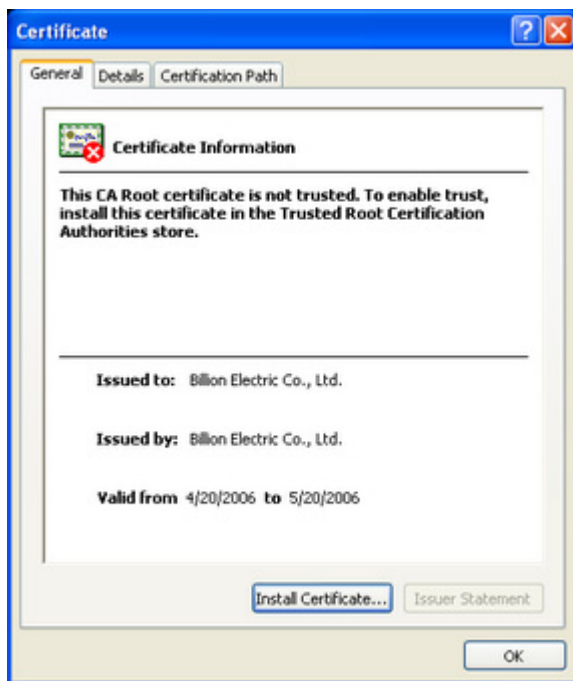 Certificate
General Details Certification Path
Certificate Information
This CA Root certificate is not trusted. To enable trust,
install this certificate in the Trusted Root Certification
Authorities store.
Issued to: Billion Electric Co., Ltd.
Issued by: Billion Electric Co., Ltd.
Valid from 4/20/2006 to 5/20/2006
Install Certificate... Issuer Statement
OK